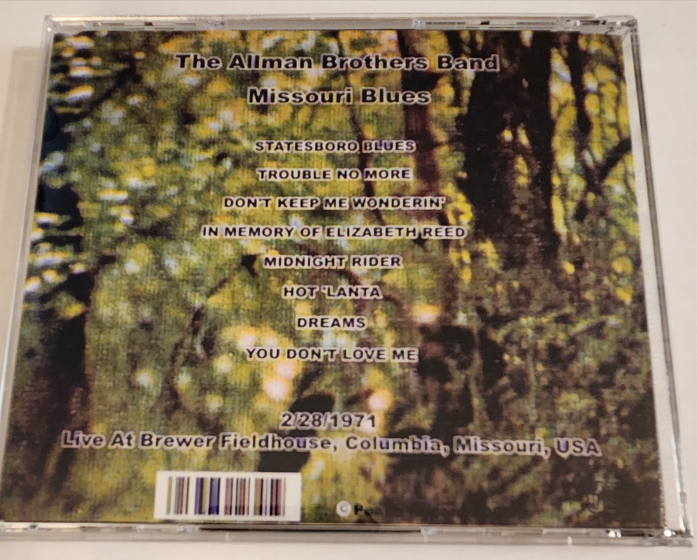 The Allman Brothers Band
Missouri Blues
STATESBORO BLUES
TROUBLE NO MORE
DON'T KEEP ME WONDERIN'
IN MEMORY OF ELIZABETH REED
MIDNIGHT RIDER
HOT 'LANTA
DREAMS
YOU DON'T LOVE ME
2/28/1971
Live At Brewer Fieldhouse, Columbia, Missouri, USA
©